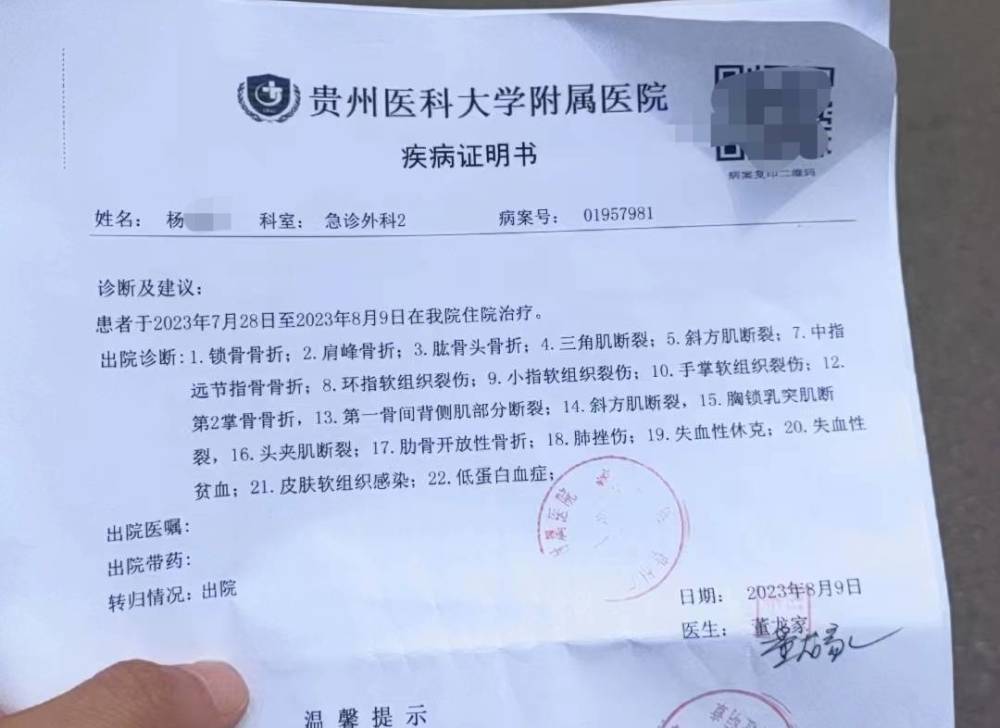 贵州医科大学附属医院
疾病证明书
病案复印二维码
姓名： 杨 科室： 急诊外科2 病案号： 01957981
诊断及建议：
患者于2023年7月28日至2023年8月9日在我院住院治疗。
出院诊断：1.锁骨骨折；2.肩峰骨折；3.肱骨头骨折；4.三角肌断裂；5.斜方肌断裂；7.中指
远节指骨骨折；8.环指软组织裂伤；9.小指软组织裂伤；10.手掌软组织裂伤；12.
第2掌骨骨折，13.第一骨间背侧肌部分断裂；14.斜方肌断裂，15.胸锁乳突肌断
裂，16.头夹肌断裂；17.肋骨开放性骨折；18.肺挫伤；19.失血性休克；20.失血性
贫血；21.皮肤软组织感染；22.低蛋白血症；
出院医嘱：
出院带药：
转归情况：出院
日期： 2023年8月9日
医生： 董龙家
温馨提示